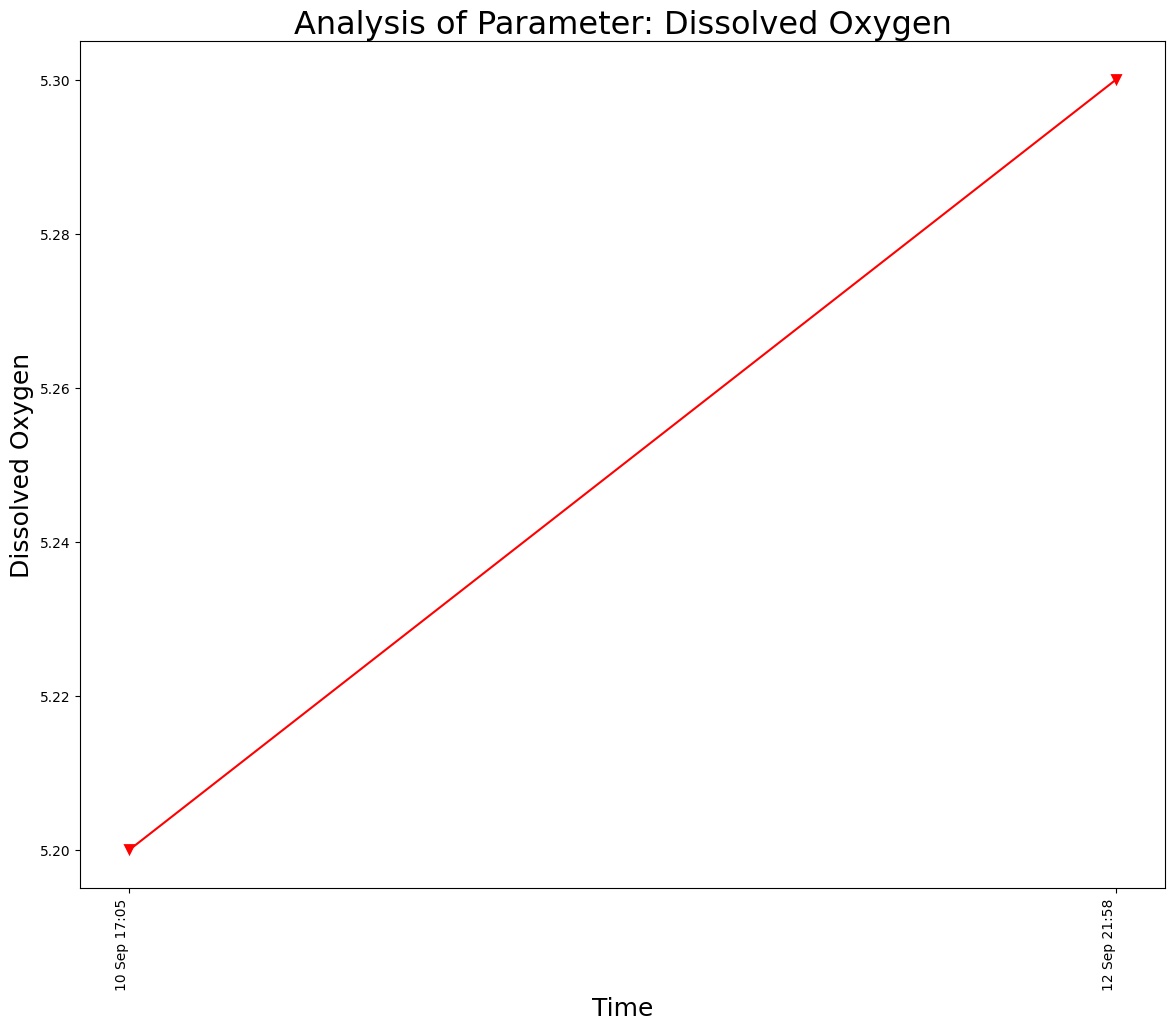 Analysis of Parameter: Dissolved Oxygen
5.30
5.28
5.26
5.24
5.22
5.20
Dissolved Oxygen
10 Sep 17:05
12 Sep 21:58
Time